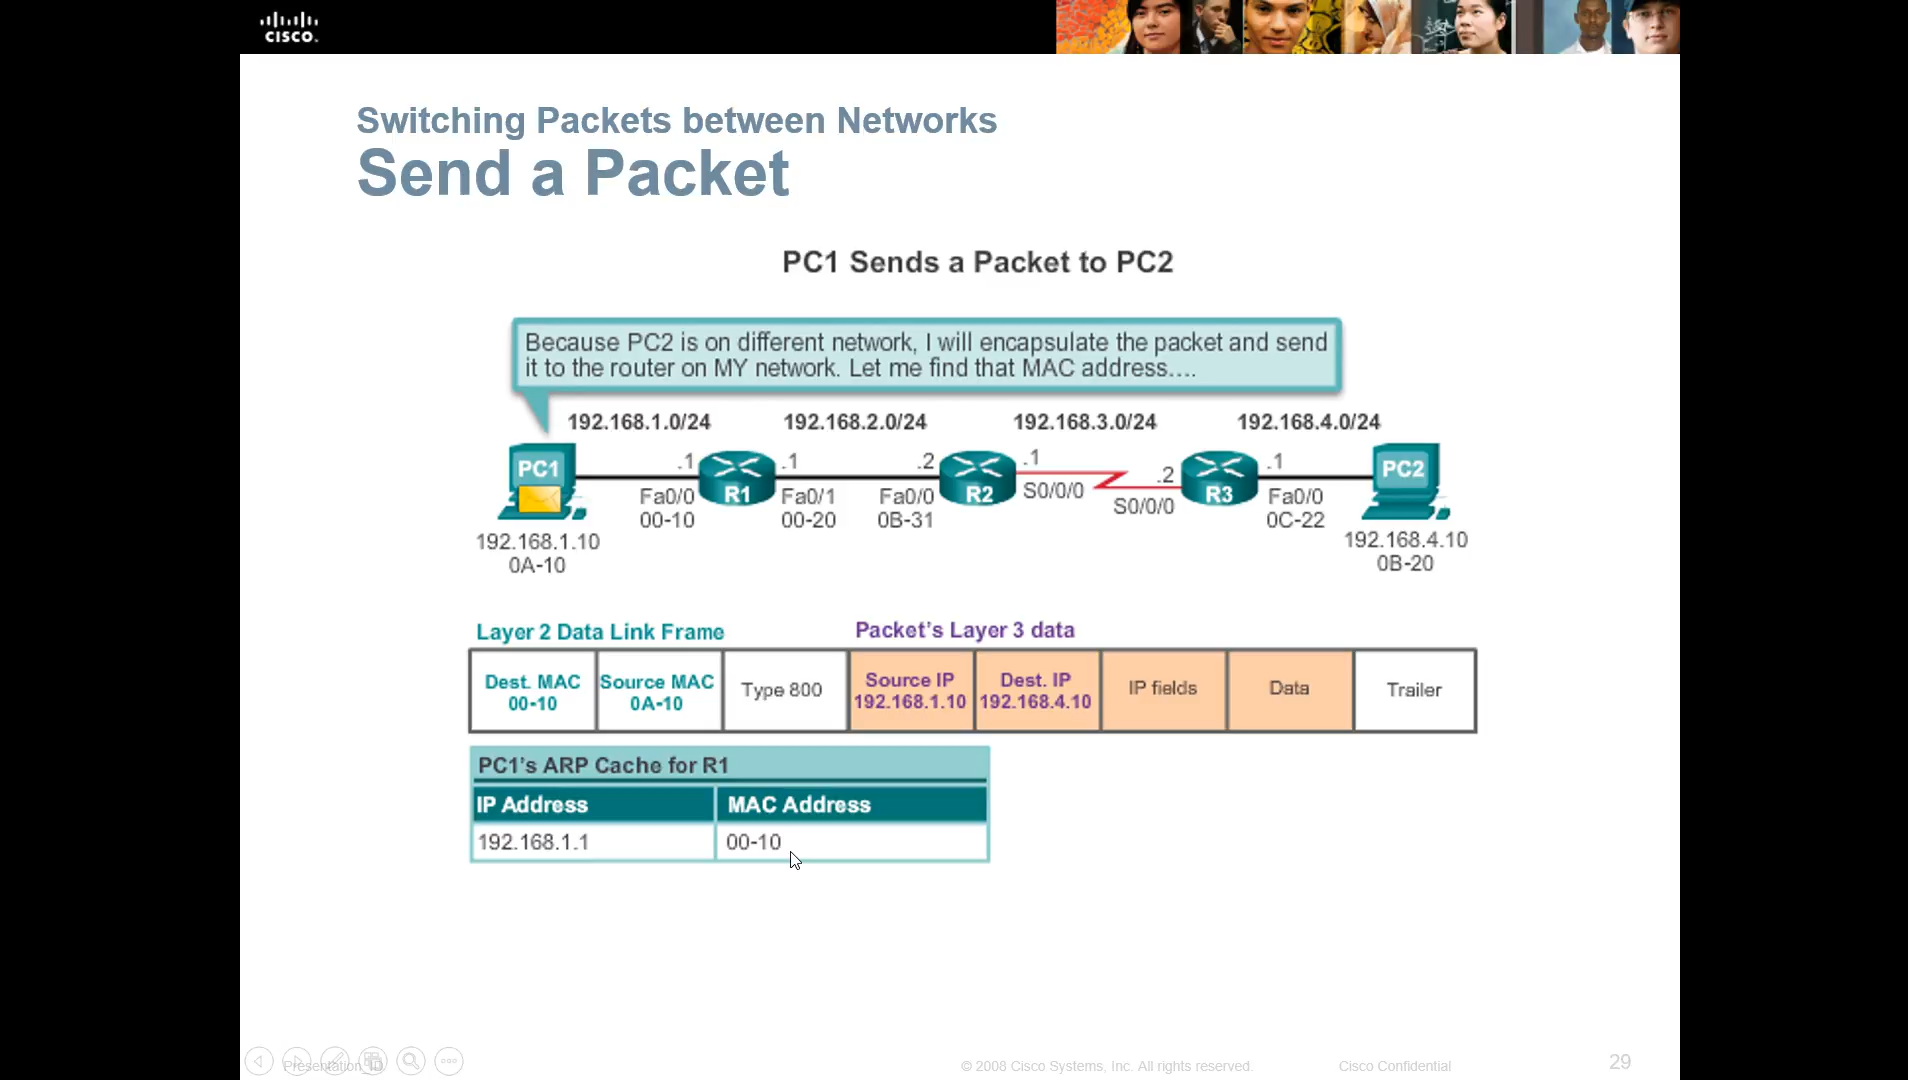 CISCO.
Switching Packets between Networks
Send a Packet
PC1 Sends a Packet to PC2
Because PC2 is on different network, I will encapsulate the packet and send
it to the router on MY network. Let me find that MAC address....
192.168.1.0/24 192.168.2.0/24 192.168.3.0/24 192.168.4.0/24
PC1 .1 R1 .1 .2 R2 .1 .2 R3 .1 PC2
Fa0/0 Fa0/1 Fa0/0 S0/0/0 S0/0/0 Fa0/0
00-10 00-20 0B-31 0C-22
192.168.1.10 192.168.4.10
0A-10 0B-20
Layer 2 Data Link Frame Packet's Layer 3 data
Dest. MAC Source MAC Type 800 Source IP Dest. IP IP fields Data Trailer
00-10 0A-10 192.168.1.10 192.168.4.10
PC1's ARP Cache for R1
IP Address MAC Address
192.168.1.1 00-10
Presentation_ID © 2008 Cisco Systems, Inc. All rights reserved. Cisco Confidential 29